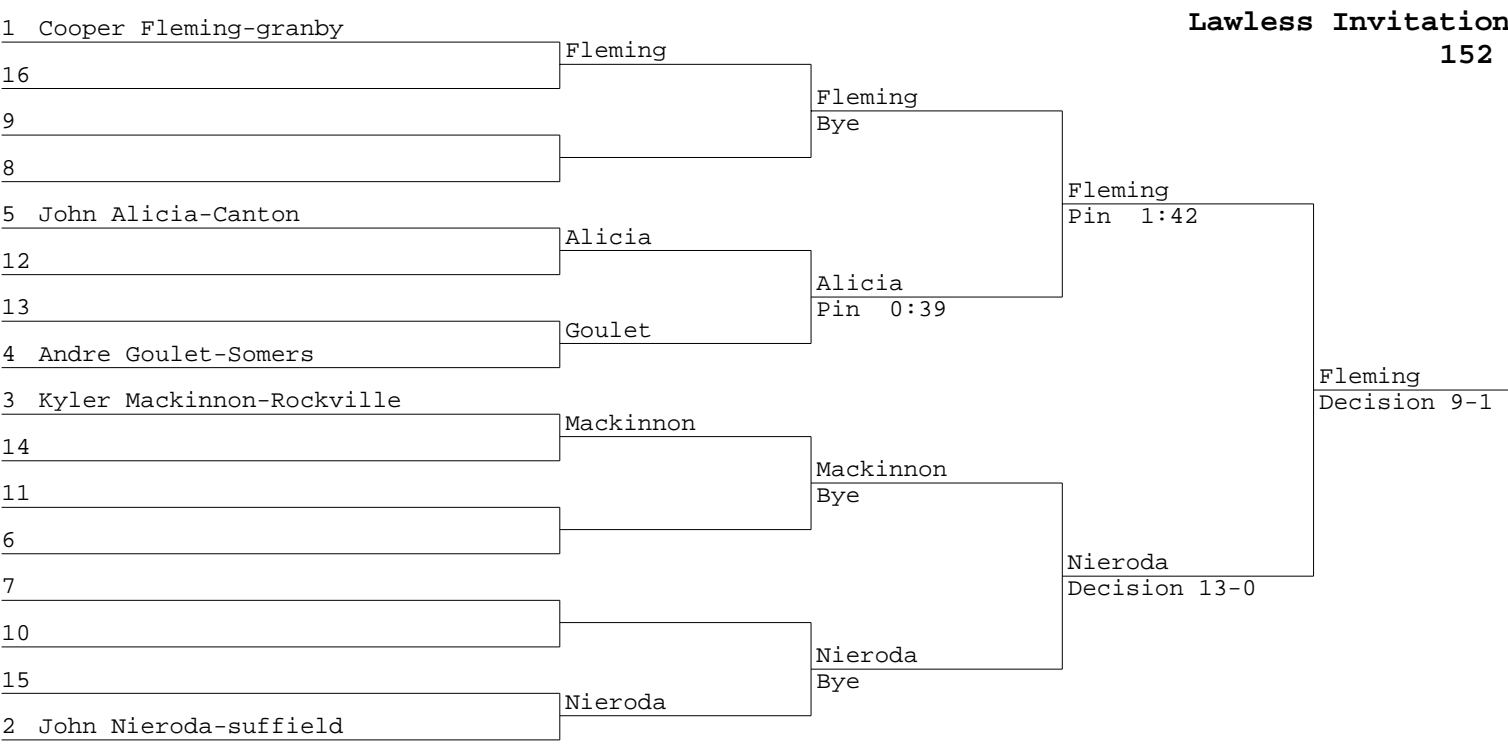 Lawless Invitation
152
1 Cooper Fleming-granby
16
9
8
5 John Alicia-Canton
12
13
4 Andre Goulet-Somers
3 Kyler Mackinnon-Rockville
14
11
6
7
10
15
2 John Nieroda-suffield
Fleming
Alicia
Goulet
Mackinnon
Nieroda
Fleming
Bye
Alicia
Pin 0:39
Mackinnon
Bye
Nieroda
Bye
Fleming
Pin 1:42
Nieroda
Decision 13-0
Fleming
Decision 9-1